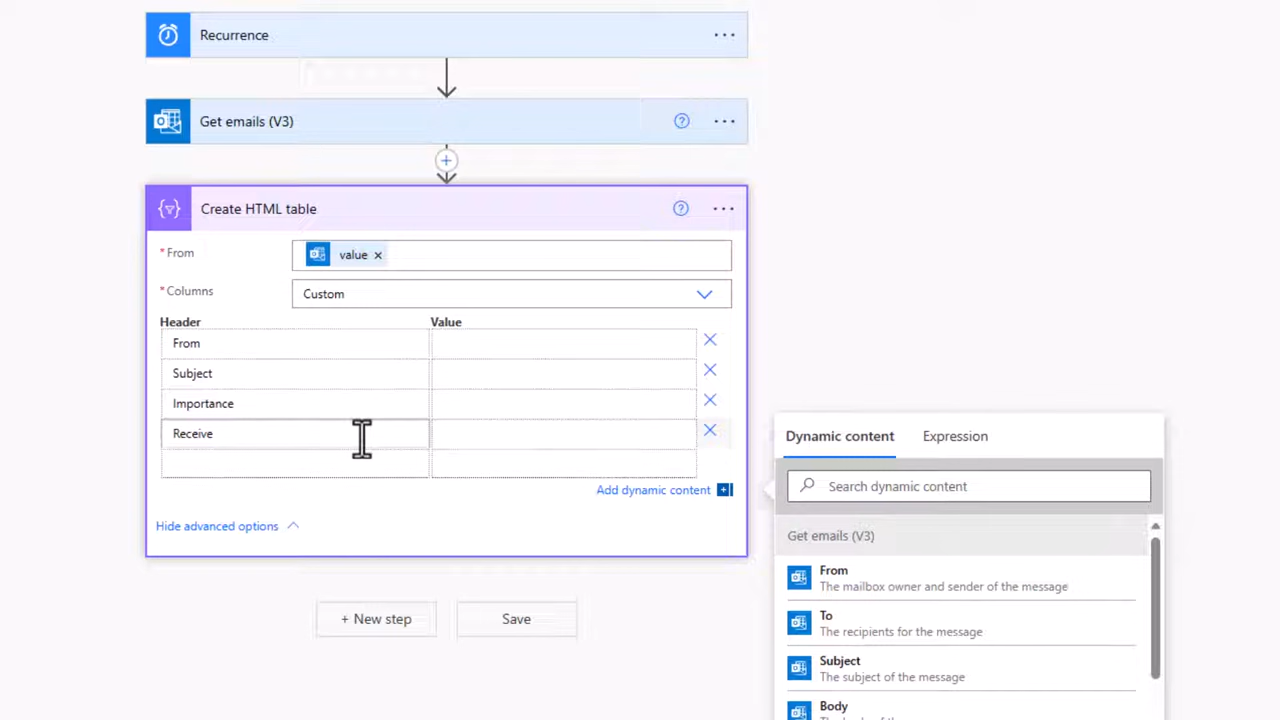 Recurrence
Get emails (V3)
Create HTML table
* From
value
* Columns
Custom
Header Value
From
Subject
Importance
Receive
Add dynamic content
Hide advanced options
+ New step Save
Dynamic content Expression
Search dynamic content
Get emails (V3)
From
The mailbox owner and sender of the message
To
The recipients for the message
Subject
The subject of the message
Body